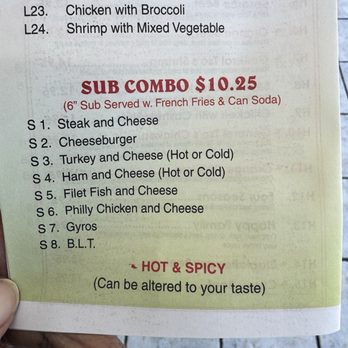 L23. Chicken with Broccoli
L24. Shrimp with Mixed Vegetable
SUB COMBO $10.25
(6" Sub Served w. French Fries & Can Soda)
S 1. Steak and Cheese
S 2. Cheeseburger
S 3. Turkey and Cheese (Hot or Cold)
S 4. Ham and Cheese (Hot or Cold)
S 5. Filet Fish and Cheese
S 6. Philly Chicken and Cheese
S 7. Gyros
S 8. B.L.T.
HOT & SPICY
(Can be altered to your taste)